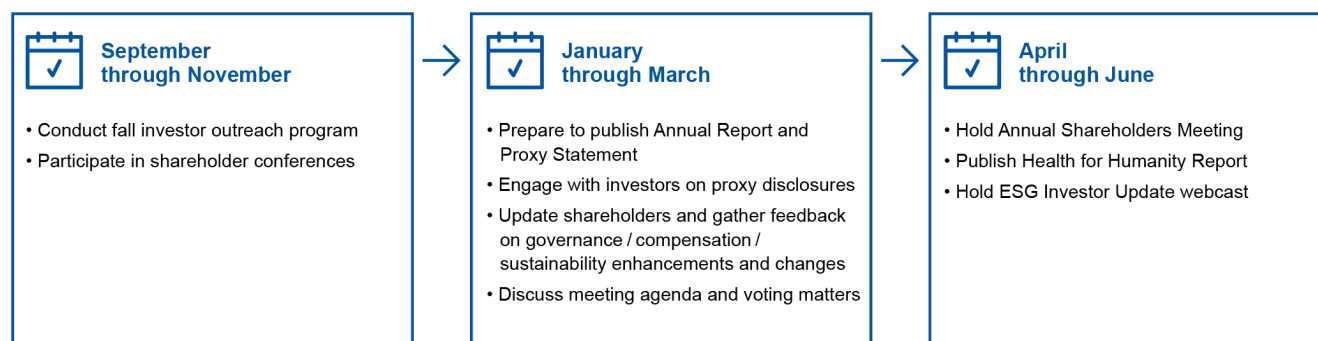 September
through November
• Conduct fall investor outreach program
• Participate in shareholder conferences
January
through March
• Prepare to publish Annual Report and
Proxy Statement
• Engage with investors on proxy disclosures
• Update shareholders and gather feedback
on governance / compensation /
sustainability enhancements and changes
• Discuss meeting agenda and voting matters
April
through June
• Hold Annual Shareholders Meeting
• Publish Health for Humanity Report
• Hold ESG Investor Update webcast